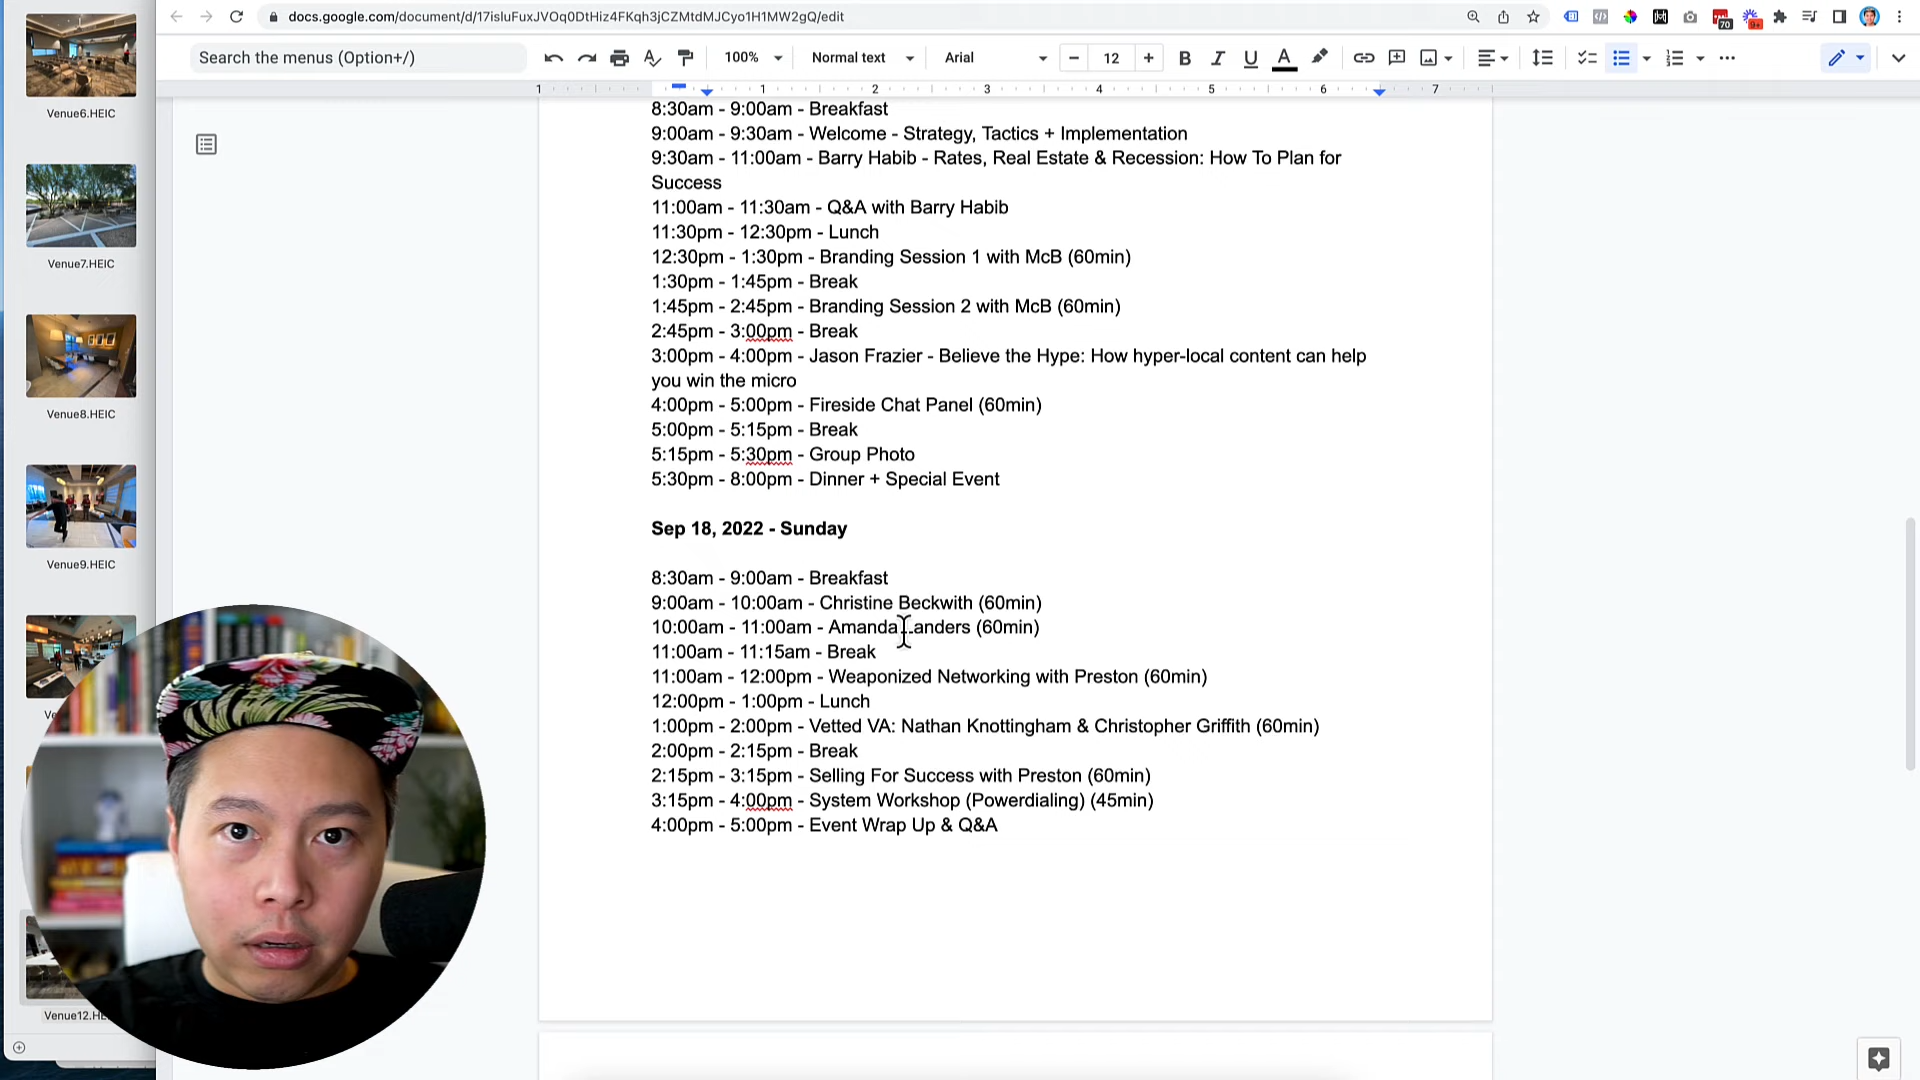 docs.google.com/document/d/17isluFuxJVOq0DtHiz4FKqh3jCZMtdMJCyo1H1MW2gQ/edit
70
9+
Search the menus (Option+/)
100%
Normal text
Arial
12
B I U A
1 1 2 3 4 5 6 7
Venue6.HEIC
Venue7.HEIC
Venue8.HEIC
Venue9.HEIC
Venue12.HE
8:30am - 9:00am - Breakfast
9:00am - 9:30am - Welcome - Strategy, Tactics + Implementation
9:30am - 11:00am - Barry Habib - Rates, Real Estate & Recession: How To Plan for
Success
11:00am - 11:30am - Q&A with Barry Habib
11:30pm - 12:30pm - Lunch
12:30pm - 1:30pm - Branding Session 1 with McB (60min)
1:30pm - 1:45pm - Break
1:45pm - 2:45pm - Branding Session 2 with McB (60min)
2:45pm - 3:00pm - Break
3:00pm - 4:00pm - Jason Frazier - Believe the Hype: How hyper-local content can help
you win the micro
4:00pm - 5:00pm - Fireside Chat Panel (60min)
5:00pm - 5:15pm - Break
5:15pm - 5:30pm - Group Photo
5:30pm - 8:00pm - Dinner + Special Event
Sep 18, 2022 - Sunday
8:30am - 9:00am - Breakfast
9:00am - 10:00am - Christine Beckwith (60min)
10:00am - 11:00am - Amanda Landers (60min)
11:00am - 11:15am - Break
11:00am - 12:00pm - Weaponized Networking with Preston (60min)
12:00pm - 1:00pm - Lunch
1:00pm - 2:00pm - Vetted VA: Nathan Knottingham & Christopher Griffith (60min)
2:00pm - 2:15pm - Break
2:15pm - 3:15pm - Selling For Success with Preston (60min)
3:15pm - 4:00pm - System Workshop (Powerdialing) (45min)
4:00pm - 5:00pm - Event Wrap Up & Q&A